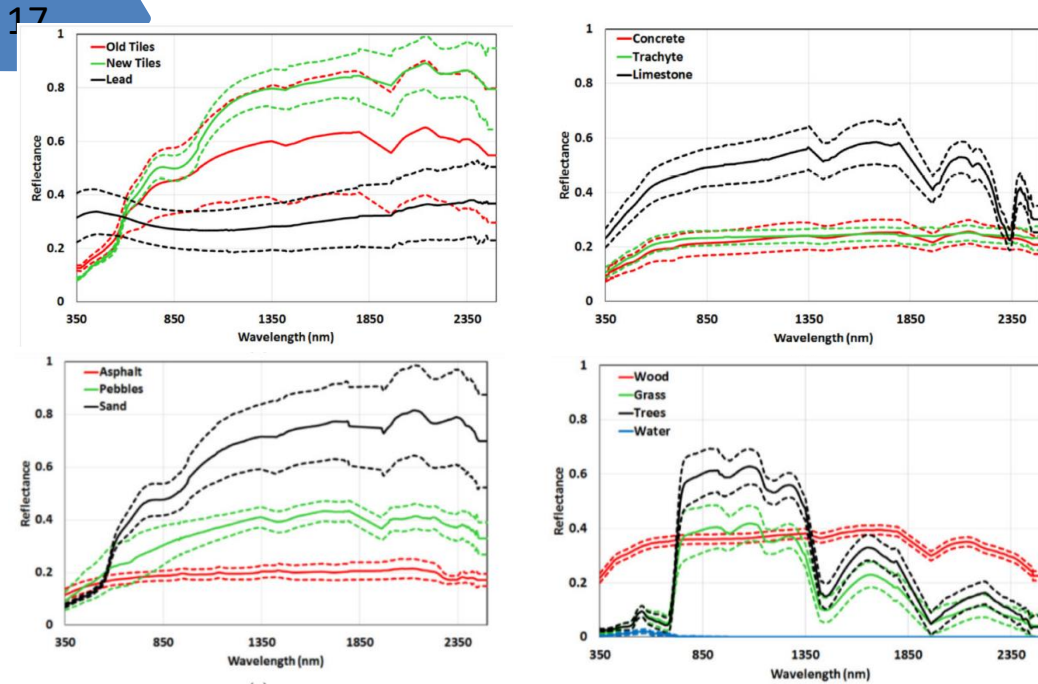 17
1
0.8
0.6
0.4
0.2
0
Reflectance
Old Tiles
New Tiles
Lead
350 850 1350 1850 2350
Wavelength (nm)
1
0.8
0.6
0.4
0.2
0
Reflectance
Concrete
Trachyte
Limestone
350 850 1350 1850 2350
Wavelength (nm)
1
0.8
0.6
0.4
0.2
0
Reflectance
Asphalt
Pebbles
Sand
350 850 1350 1850 2350
Wavelength (nm)
1
0.8
0.6
0.4
0.2
0
Reflectance
Wood
Grass
Trees
Water
350 850 1350 1850 2350
Wavelength (nm)